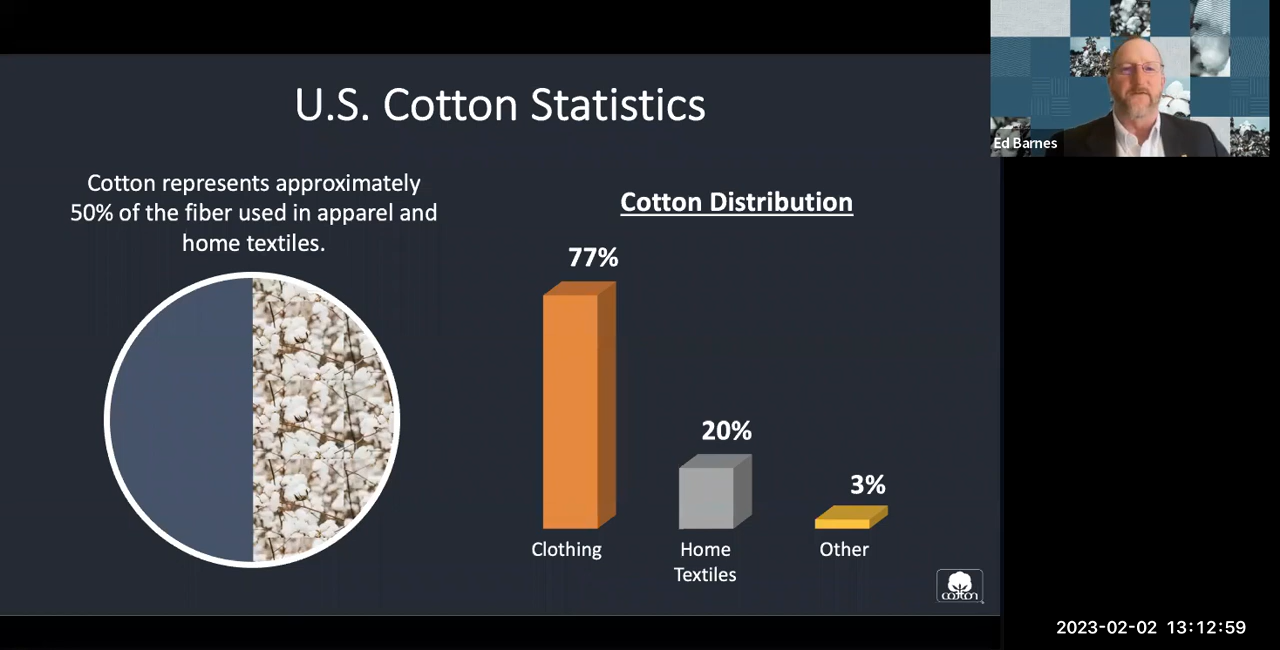 U.S. Cotton Statistics
Cotton represents approximately
50% of the fiber used in apparel and
home textiles.
Cotton Distribution
77%
20%
3%
Clothing
Home
Textiles
Other
cotton
Ed Barnes
2023-02-02 13:12:59